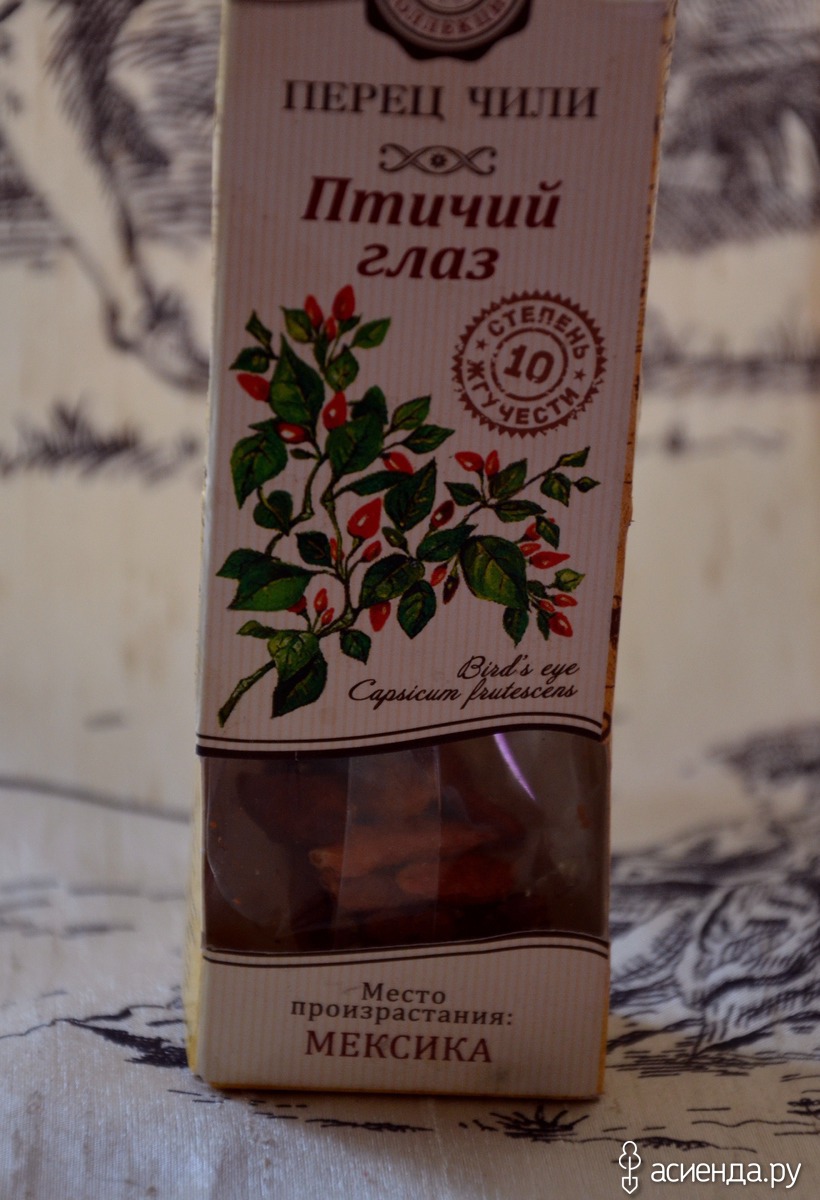 ПЕРЕЦ ЧИЛИ
Птичий
глаз
СТЕПЕНЬ
10
ЖГУЧЕСТИ
Bird's eye
Capsicum frutescens
Место
произрастания:
МЕКСИКА
асиенда.ру